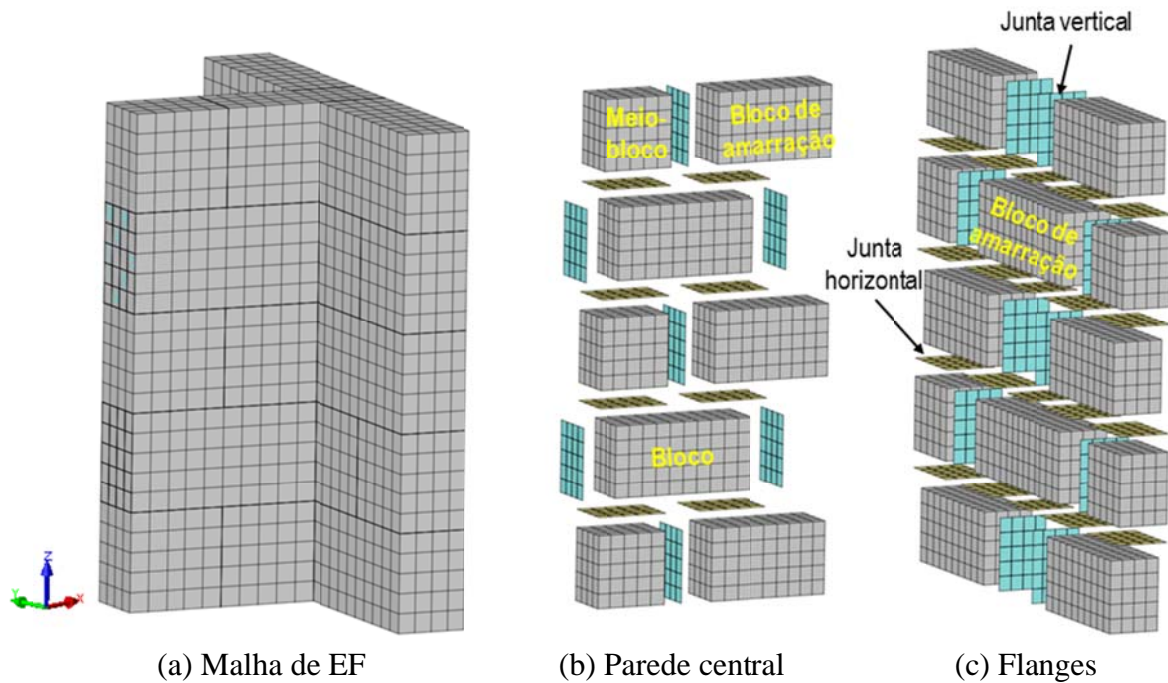 Junta vertical
Meio-
bloco
Bloco de
amarração
Bloco de
amarração
Junta
horizontal
Bloco
Z
Y
X
(a) Malha de EF
(b) Parede central
(c) Flanges